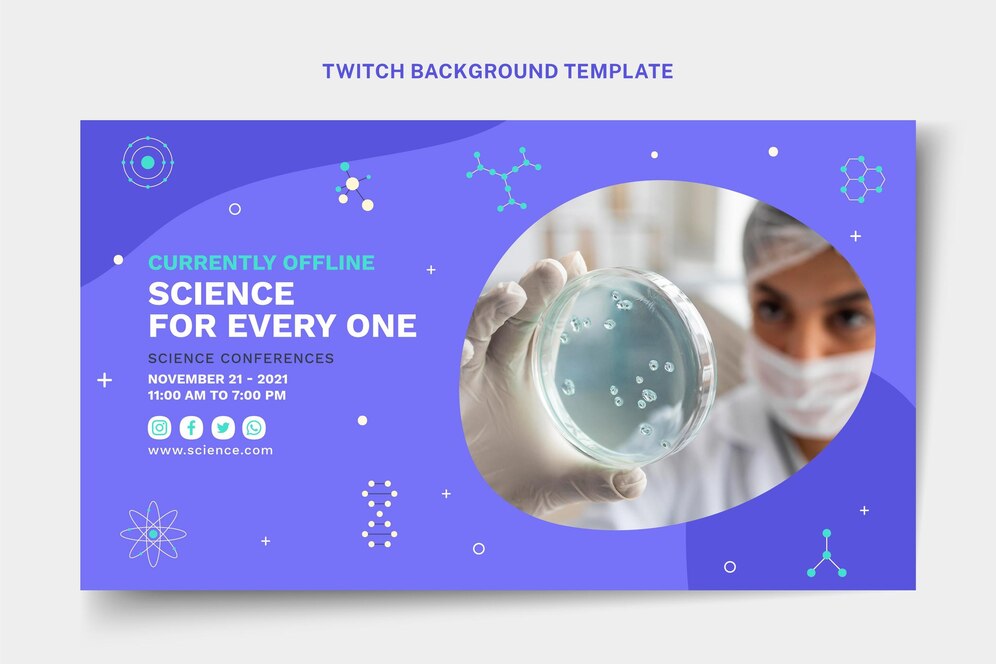 TWITCH BACKGROUND TEMPLATE
CURRENTLY OFFLINE
SCIENCE
FOR EVERY ONE
SCIENCE CONFERENCES
NOVEMBER 21 - 2021
11:00 AM TO 7:00 PM
www.science.com